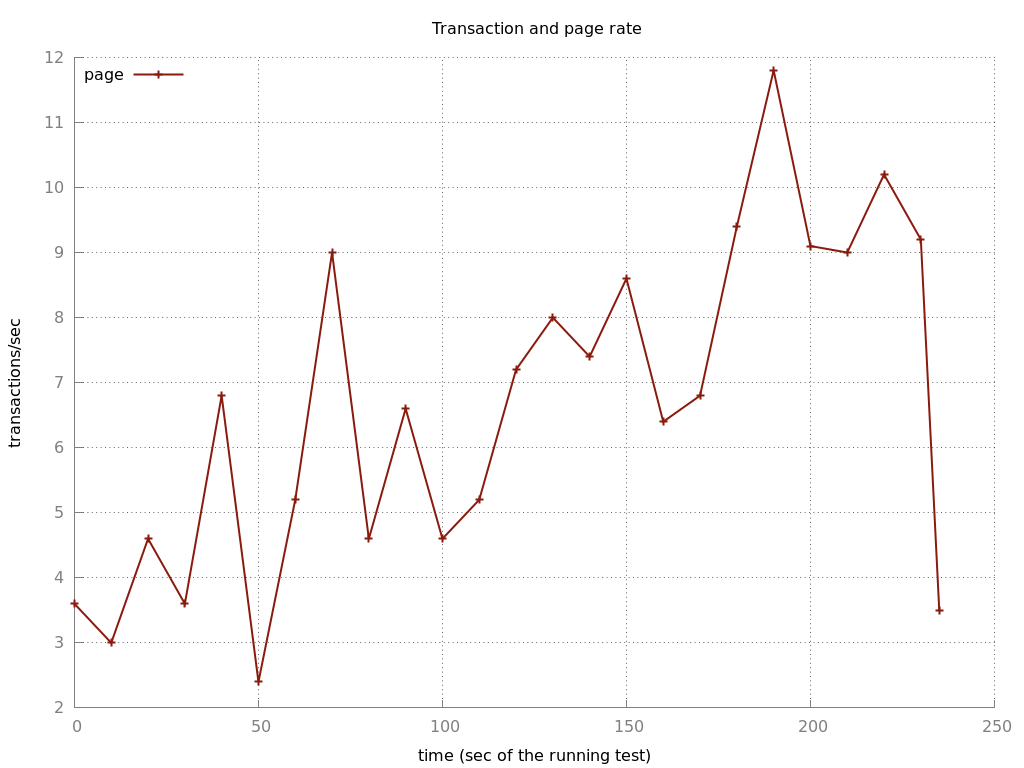 Transaction and page rate
12
page
11
10
9
8
7
6
5
4
3
2
transactions/sec
0 50 100 150 200 250
time (sec of the running test)